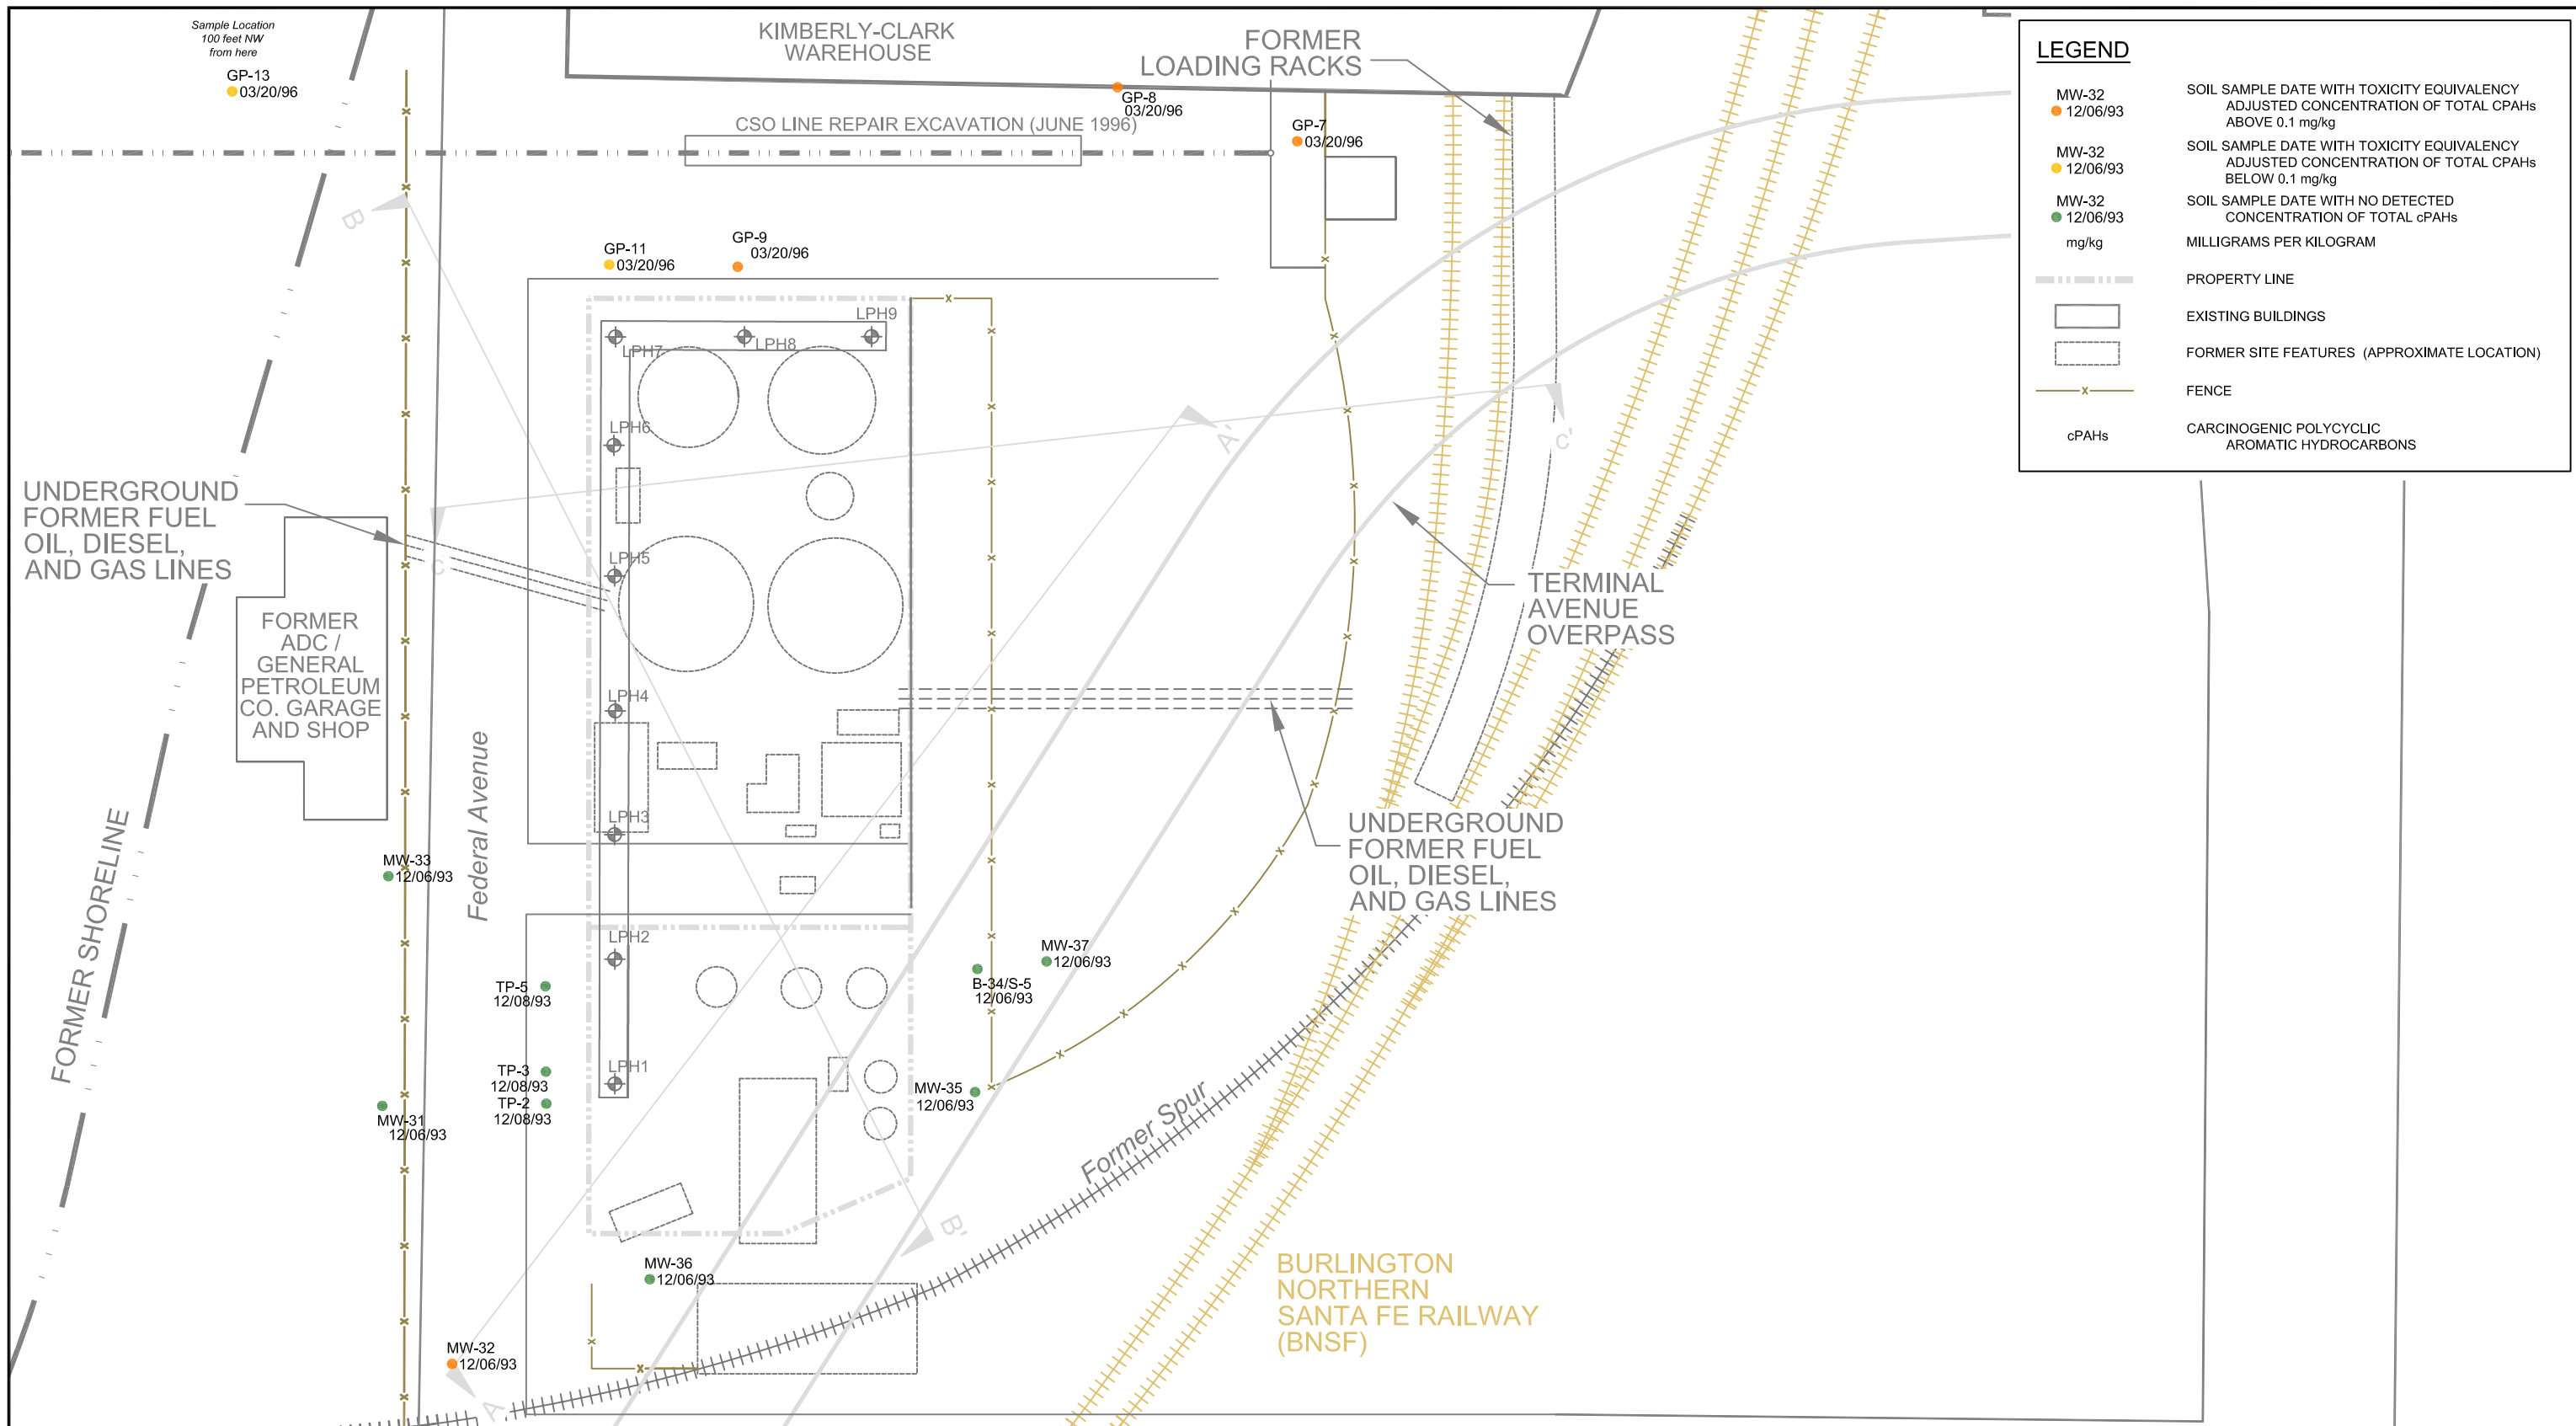 Sample Location
100 feet NW
from here
GP-13
03/20/96
KIMBERLY-CLARK
WAREHOUSE
FORMER
LOADING RACKS
GP-8
03/20/96
CSO LINE REPAIR EXCAVATION (JUNE 1996)
GP-7
03/20/96
B
GP-11
03/20/96
GP-9
03/20/96
LPH9
LPH7
LPH8
LPH6
A'
C'
UNDERGROUND
FORMER FUEL
OIL, DIESEL,
AND GAS LINES
C
LPH5
TERMINAL
AVENUE
OVERPASS
FORMER
ADC /
GENERAL
PETROLEUM
CO. GARAGE
AND SHOP
LPH4
Federal Avenue
LPH3
UNDERGROUND
FORMER FUEL
OIL, DIESEL,
AND GAS LINES
FORMER SHORELINE
MW-33
12/06/93
LPH2
MW-37
12/06/93
TP-5
12/08/93
B-34/S-5
12/06/93
TP-3
12/08/93
LPH1
TP-2
12/08/93
MW-35
12/06/93
MW-31
12/06/93
Former Spur
B'
MW-36
12/06/93
BURLINGTON
NORTHERN
SANTA FE RAILWAY
(BNSF)
MW-32
12/06/93
A
LEGEND
MW-32
12/06/93
SOIL SAMPLE DATE WITH TOXICITY EQUIVALENCY
ADJUSTED CONCENTRATION OF TOTAL CPAHs
ABOVE 0.1 mg/kg
MW-32
12/06/93
SOIL SAMPLE DATE WITH TOXICITY EQUIVALENCY
ADJUSTED CONCENTRATION OF TOTAL CPAHs
BELOW 0.1 mg/kg
MW-32
12/06/93
SOIL SAMPLE DATE WITH NO DETECTED
CONCENTRATION OF TOTAL cPAHs
mg/kg MILLIGRAMS PER KILOGRAM
PROPERTY LINE
EXISTING BUILDINGS
FORMER SITE FEATURES (APPROXIMATE LOCATION)
x FENCE
cPAHs
CARCINOGENIC POLYCYCLIC
AROMATIC HYDROCARBONS